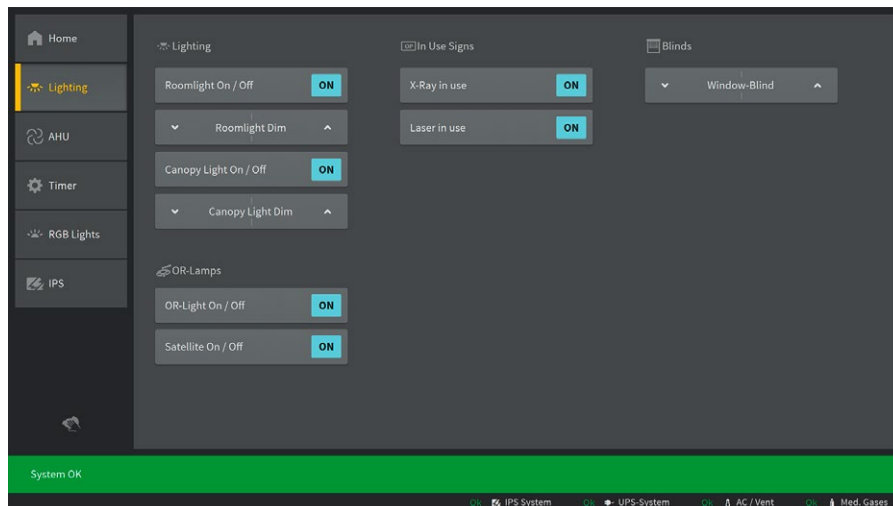 Home
Lighting
AHU
Timer
RGB Lights
IPS
Lighting
Roomlight On / Off ON
Roomlight Dim
Canopy Light On / Off ON
Canopy Light Dim
OR-Lamps
OR-Light On / Off ON
Satellite On / Off ON
OP In Use Signs
X-Ray in use ON
Laser in use ON
Blinds
Window-Blind
System OK
Ok IPS System Ok UPS-System Ok AC / Vent Ok Med. Gases